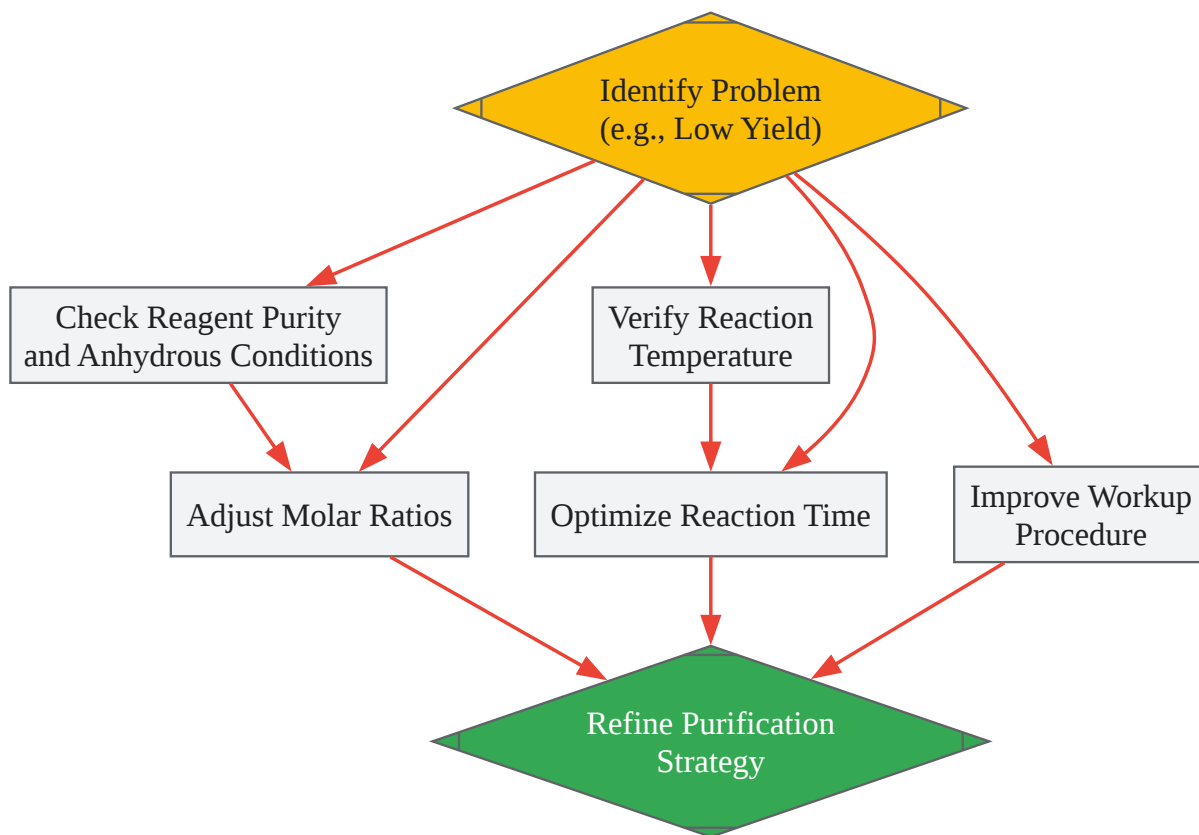 Identify Problem
(e.g., Low Yield)
Check Reagent Purity
and Anhydrous Conditions
Verify Reaction
Temperature
Adjust Molar Ratios
Optimize Reaction Time
Improve Workup
Procedure
Refine Purification
Strategy